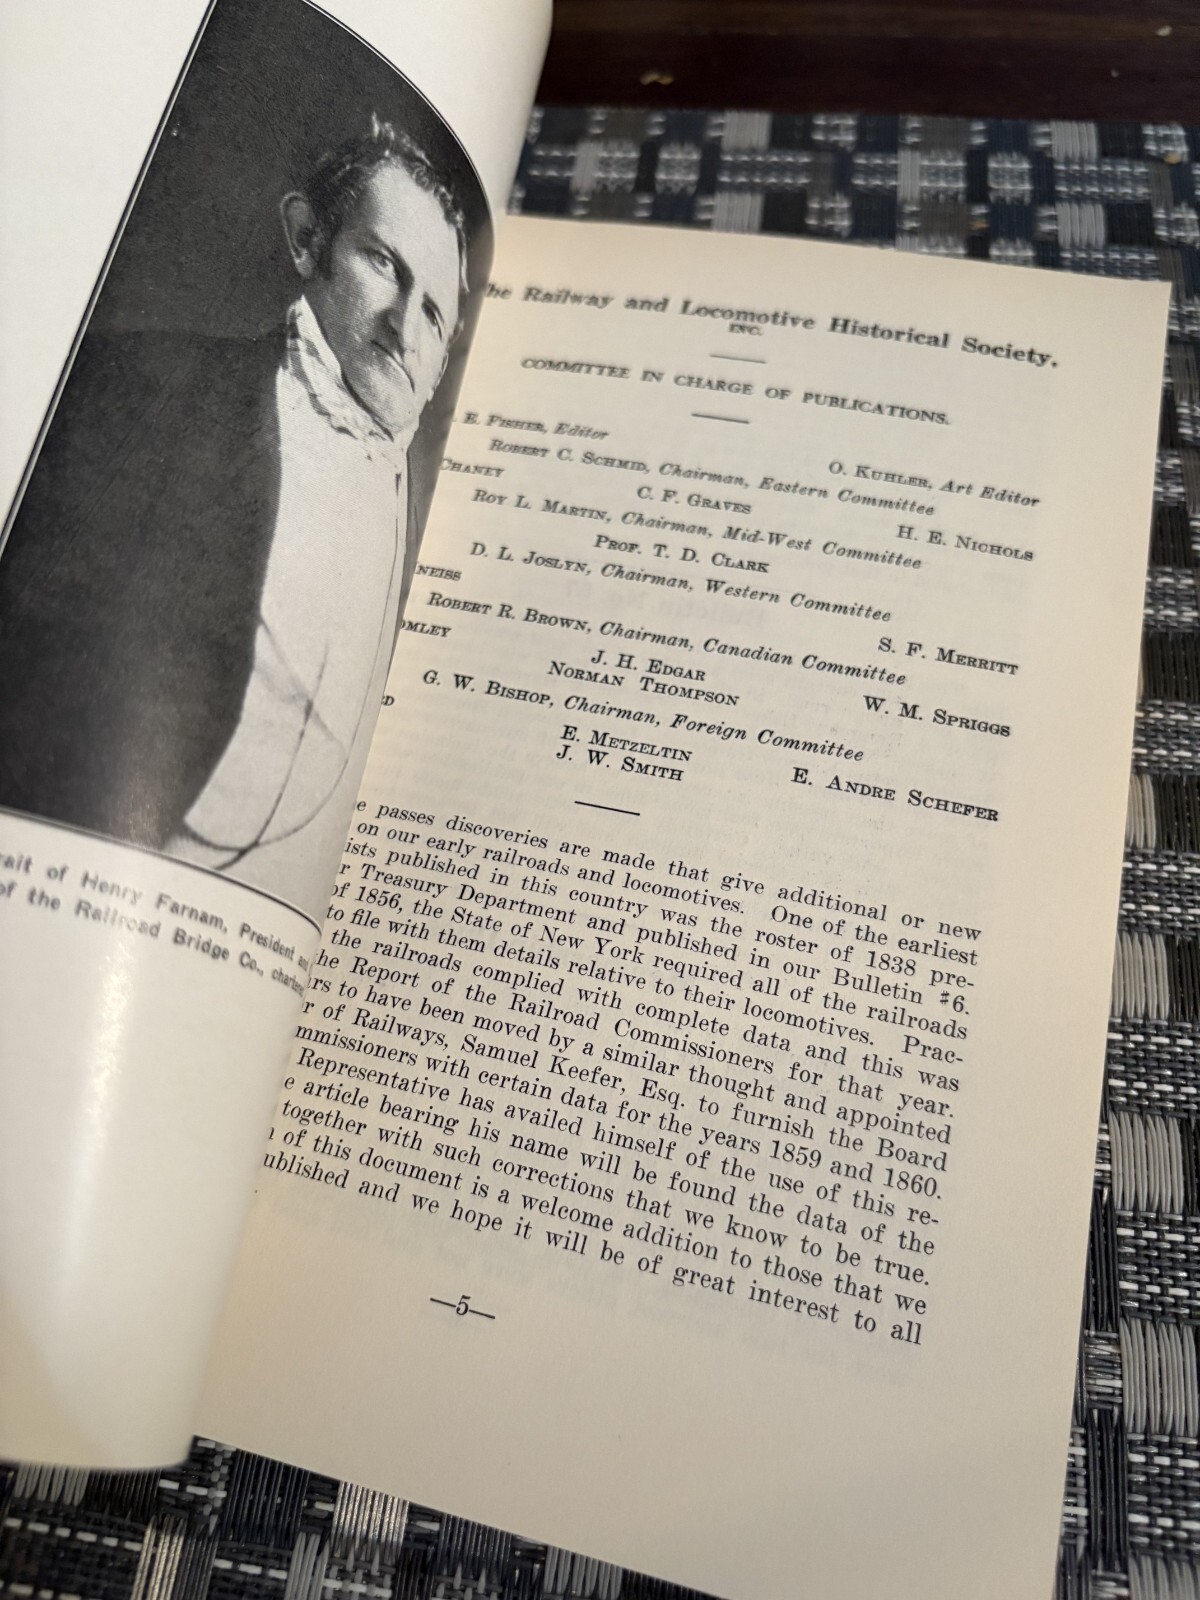 rait of Henry Farnam, President an
of the Railroad Bridge Co., charter
he Railway and Locomotive Historical Society,
INC.
COMMITTEE IN CHARGE OF PUBLICATIONS.
E. FISHER, Editor
O. KUHLER, Art Editor
ROBERT C. SCHMID, Chairman, Eastern Committee
CHANEY
C. F. GRAVES
H. E. NICHOLS
ROY L. MARTIN, Chairman, Mid-West Committee
PROF. T. D. CLARK
D. L. JOSLYN, Chairman, Western Committee
NEISS
S. F. MERRITT
ROBERT R. BROWN, Chairman, Canadian Committee
OMLEY
J. H. EDGAR
W. M. SPRIGGS
NORMAN THOMPSON
G. W. BISHOP, Chairman, Foreign Committee
ED
E. METZELTIN
E. ANDRE SCHEFER
J. W. SMITH
e passes discoveries are made that give additional or new
on our early railroads and locomotives. One of the earliest
ists published in this country was the roster of 1838 pre-
r Treasury Department and published in our Bulletin #6.
of 1856, the State of New York required all of the railroads
to file with them details relative to their locomotives. Prac-
the railroads complied with complete data and this was
he Report of the Railroad Commissioners for that year.
rs to have been moved by a similar thought and appointed
r of Railways, Samuel Keefer, Esq. to furnish the Board
mmissioners with certain data for the years 1859 and 1860.
Representative has availed himself of the use of this re-
e article bearing his name will be found the data of the
together with such corrections that we know to be true.
n of this document is a welcome addition to those that we
ublished and we hope it will be of great interest to all
—5—